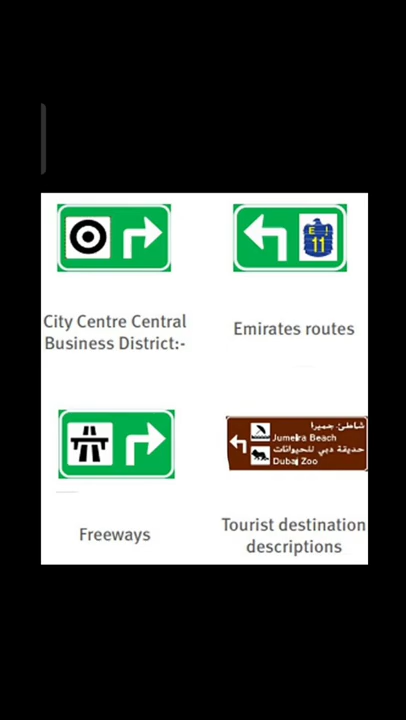 E
11
City Centre Central
Business District:-
Emirates routes
شاطئ جميرا
Jumeira Beach
حديقة دبي للحيوانات
Dubai Zoo
Freeways
Tourist destination
descriptions